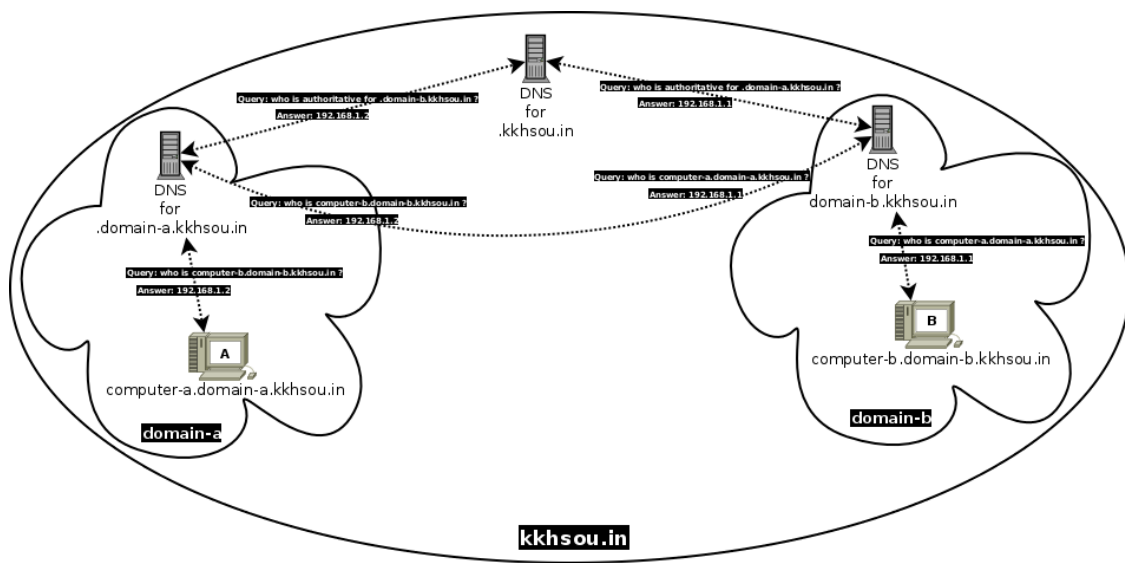 Query: who is authoritative for .domain-b.kkhsou.in ?
Answer: 192.168.1.2
DNS
for
.kkhsou.in
Query: who is authoritative for .domain-a.kkhsou.in ?
Answer: 192.168.1.1
DNS
for
.domain-a.kkhsou.in
Query: who is computer-b.domain-b.kkhsou.in ?
Answer: 192.168.1.2
Query: who is computer-a.domain-a.kkhsou.in ?
Answer: 192.168.1.1
DNS
for
domain-b.kkhsou.in
Query: who is computer-b.domain-b.kkhsou.in ?
Answer: 192.168.1.2
Query: who is computer-a.domain-a.kkhsou.in ?
Answer: 192.168.1.1
A
computer-a.domain-a.kkhsou.in
domain-a
B
computer-b.domain-b.kkhsou.in
domain-b
kkhsou.in